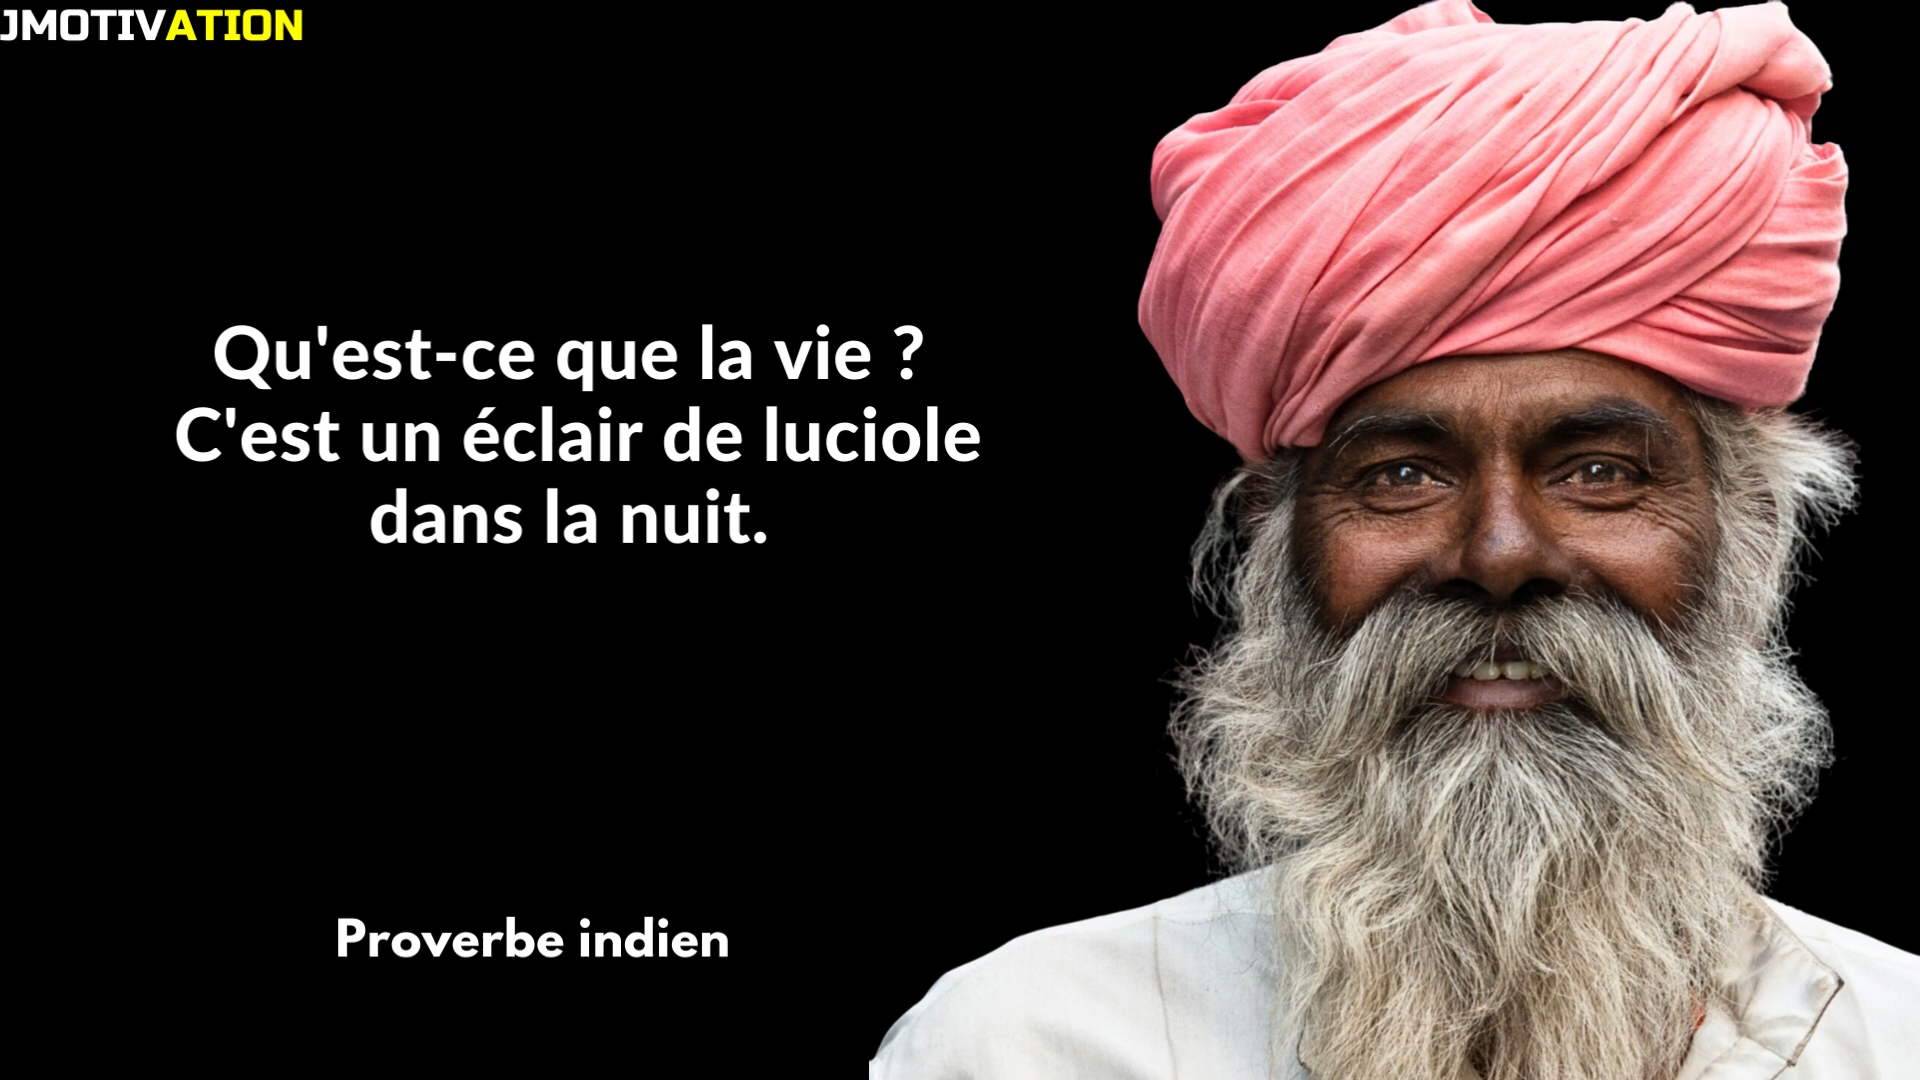 JMOTIVATION
Qu'est-ce que la vie ?
C'est un éclair de luciole
dans la nuit.
Proverbe indien